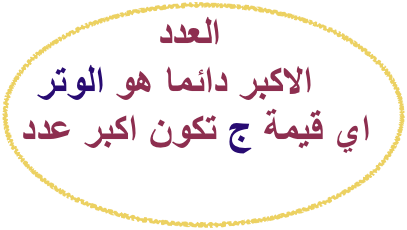 العدد
الاكبر دائما هو الوتر
اي قيمة ج تكون اكبر عدد